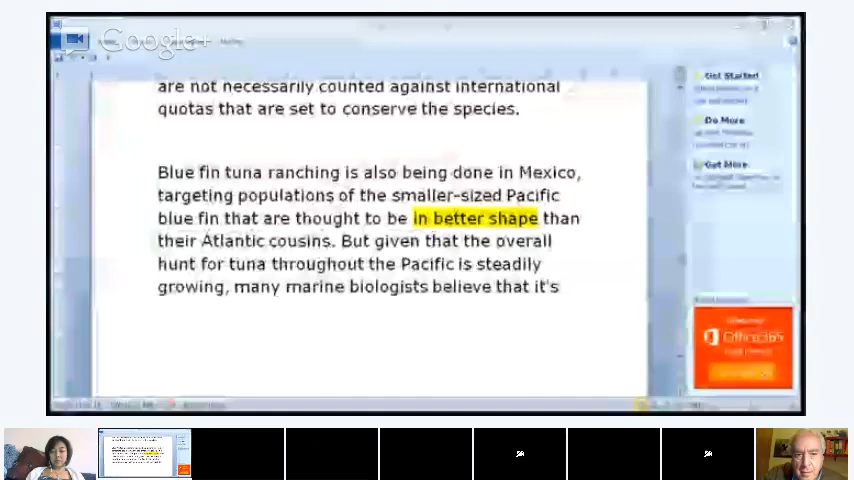 Google+
are not necessarily counted against international
quotas that are set to conserve the species.
Blue fin tuna ranching is also being done in Mexico,
targeting populations of the smaller-sized Pacific
blue fin that are thought to be in better shape than
their Atlantic cousins. But given that the overall
hunt for tuna throughout the Pacific is steadily
growing, many marine biologists believe that it's
Get Started
Do More
Get More
Office365